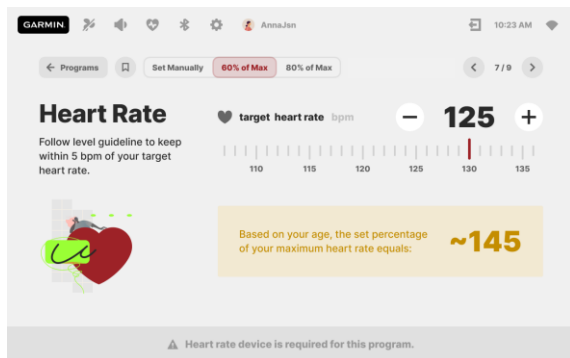 GARMIN.
AnnaJsn
10:23 AM
Programs
Set Manually
60% of Max
80% of Max
7/9
Heart Rate
Follow level guideline to keep
within 5 bpm of your target
heart rate.
target heart rate bpm
125
110 115 120 125 130 135
Based on your age, the set percentage
of your maximum heart rate equals:
~145
Heart rate device is required for this program.